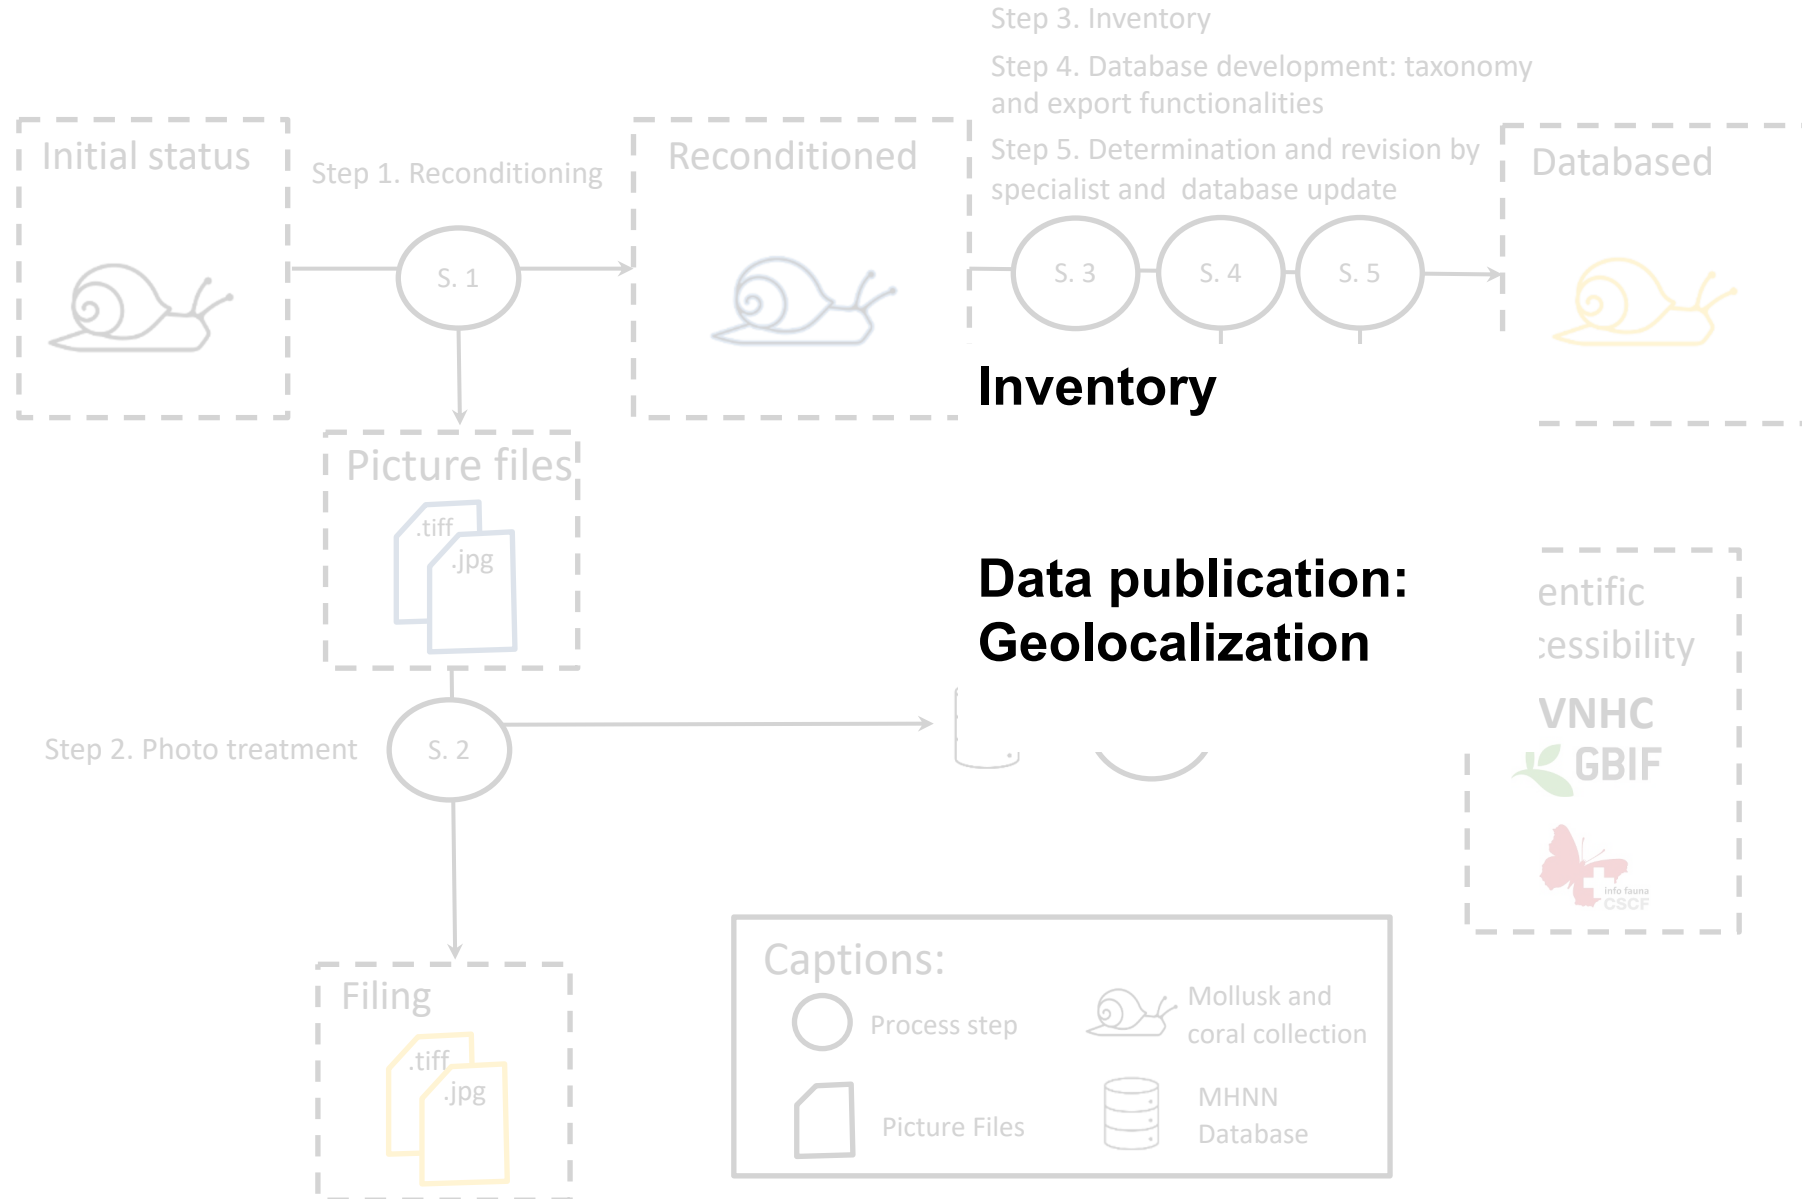 Step 3. Inventory
Step 4. Database development: taxonomy
and export functionalities
Step 5. Determination and revision by
specialist and database update
Initial status
Step 1. Reconditioning
Reconditioned
Databased
S. 1
S. 3
S. 4
S. 5
Inventory
Picture files
.tiff
.jpg
Data publication:
Geolocalization
entific
cessibility
VNHC
GBIF
Step 2. Photo treatment
S. 2
info fauna
CSCF
Captions:
Process step
Mollusk and
coral collection
Picture Files
MHNN
Database
Filing
.tiff
.jpg